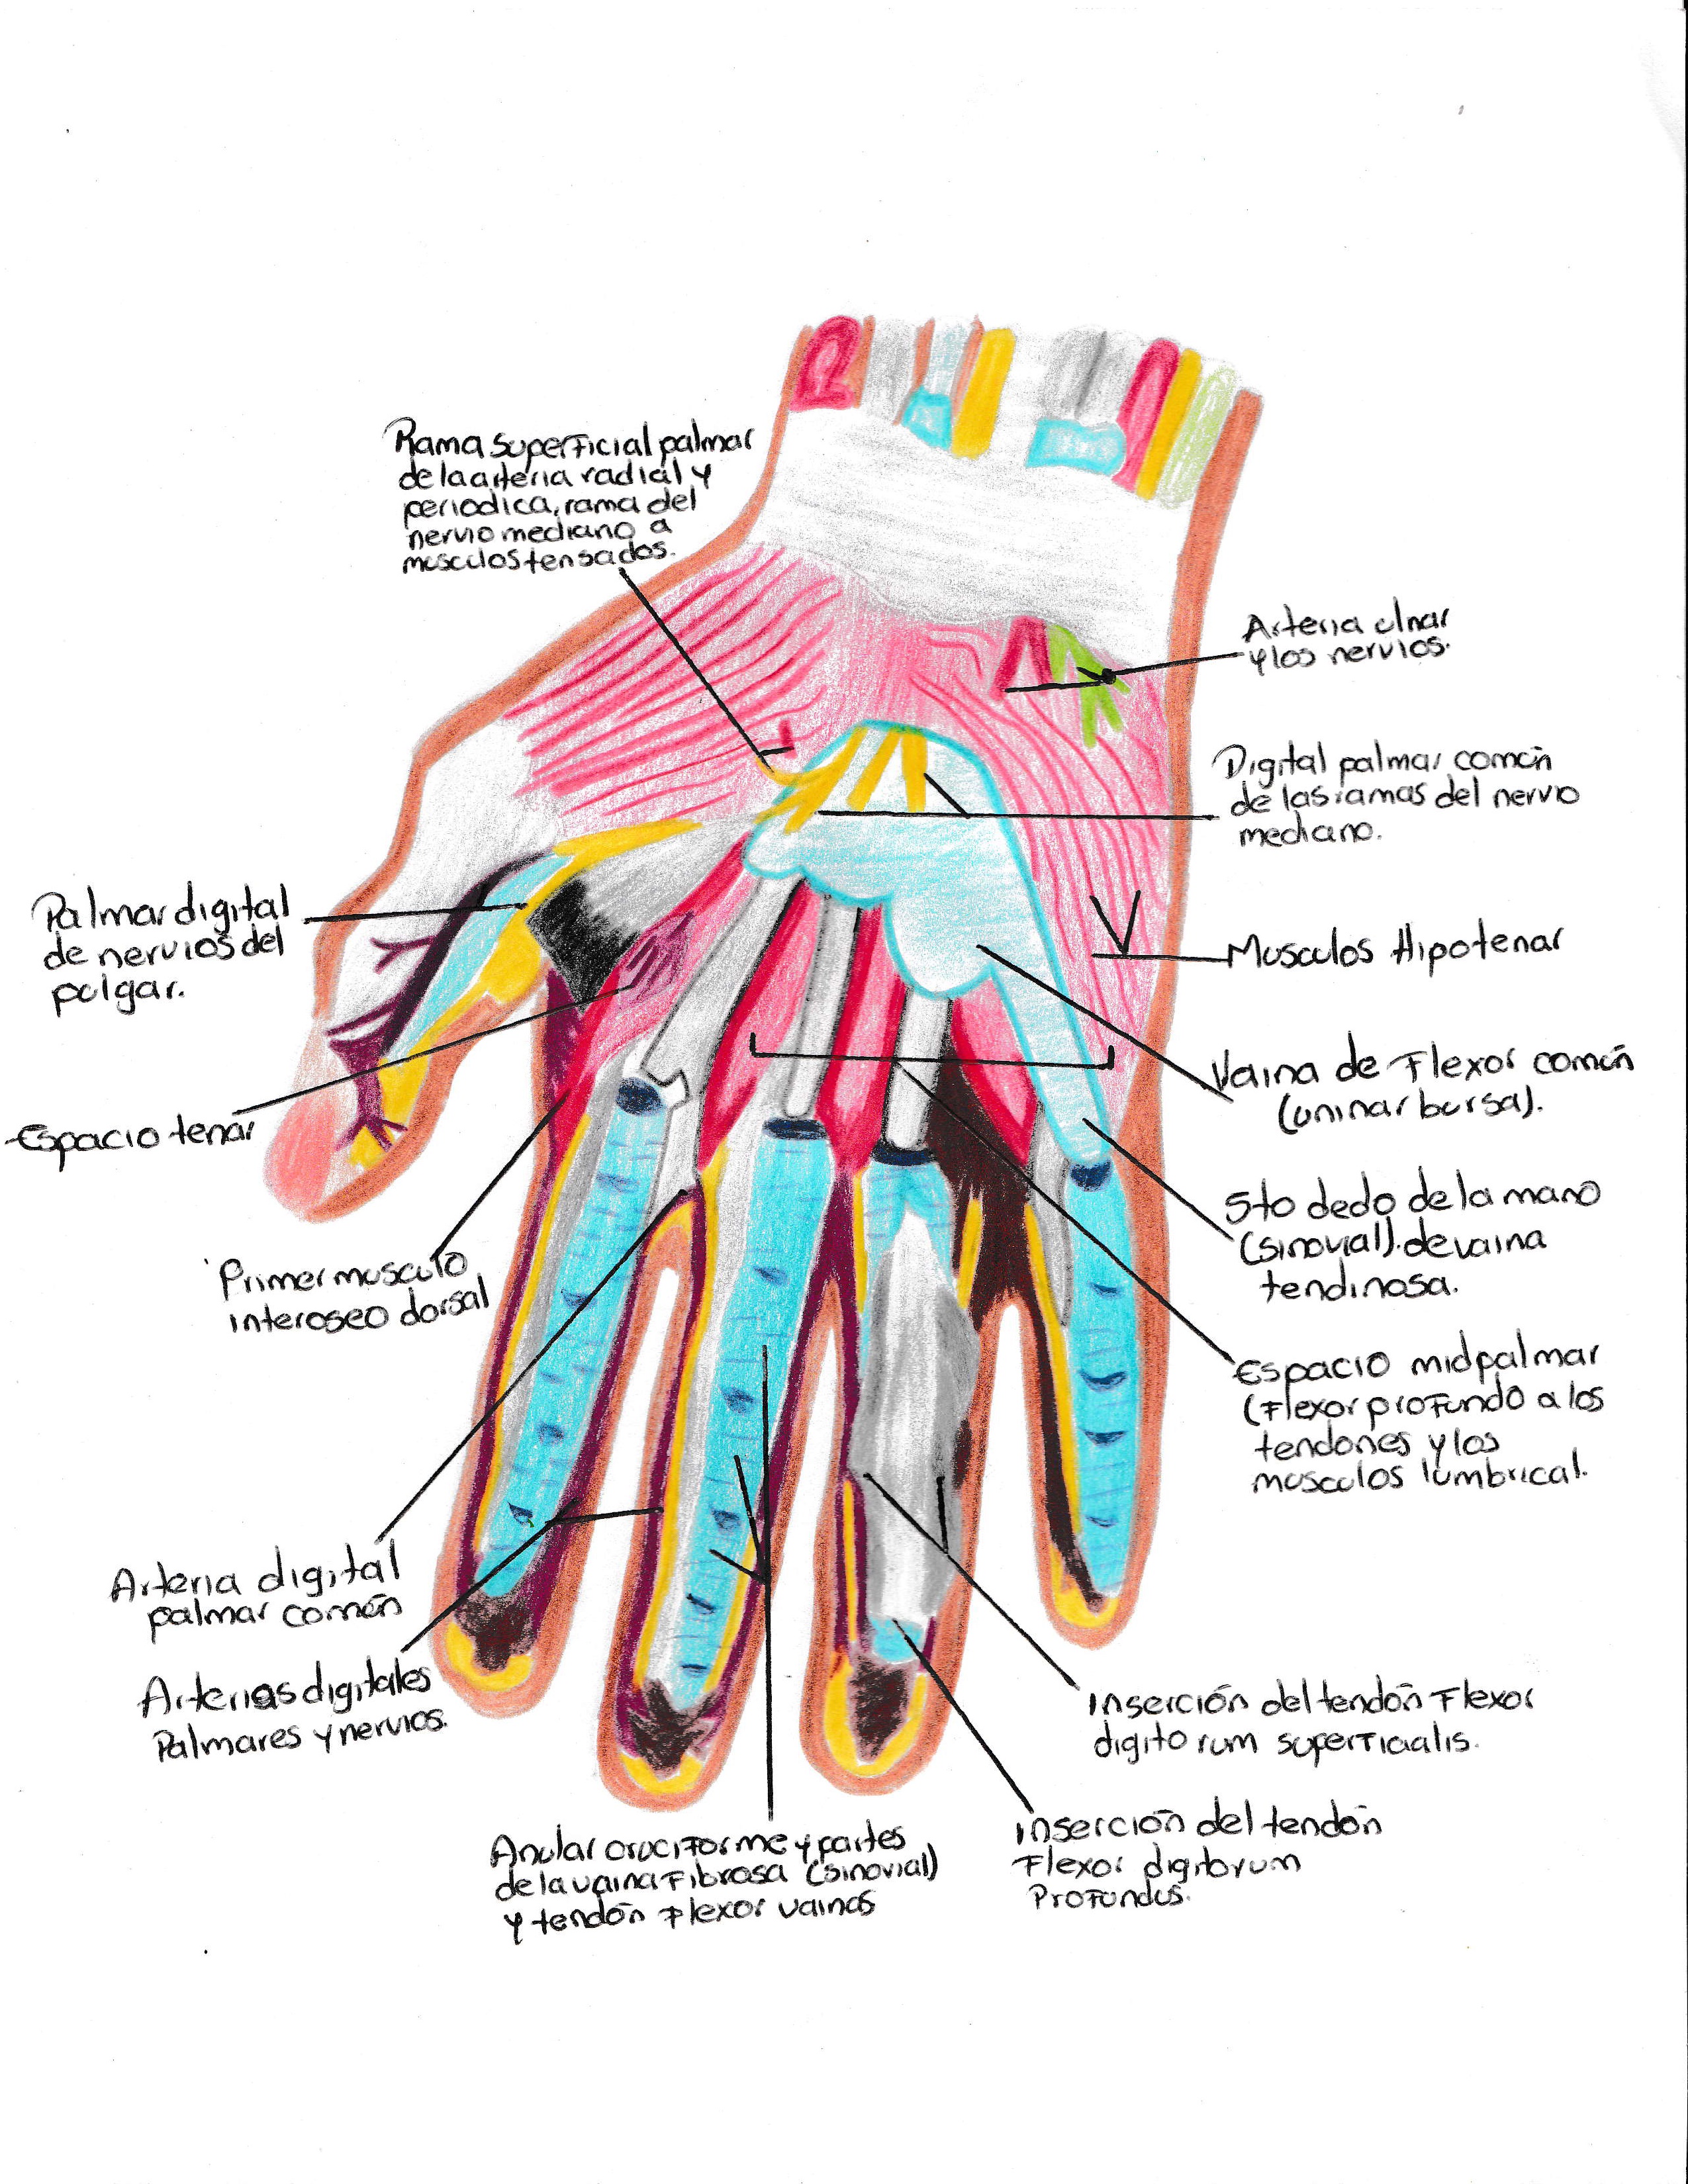 Rama superficial palmar
de la arteria radial y
periodica, rama del
nervio mediano a
musculos tensados.
Arteria ulnar
y los nervios.
Digital palmar común
de las ramas del nervio
mediano.
Palmar digital
de nervios del
pulgar.
Musculos Hipotenar
Vaina de Flexor común
(uninar bursa).
Espacio tenar
5to dedo de la mano
(sinovial). de vaina
tendinosa.
Primer musculo
interoseo dorsal
Espacio midpalmar
(Flexor profundo a los
tendones y los
musculos lumbrical.
Arteria digital
palmar común
Arterias digitales
Palmares y nervios.
Inserción del tendón Flexor
digito rum superficialis.
Anular cruciforme y partes
de la vaina Fibrosa (sinovial)
y tendón Flexor vainas
Inserción del tendón
Flexor digitorum
Profundus.